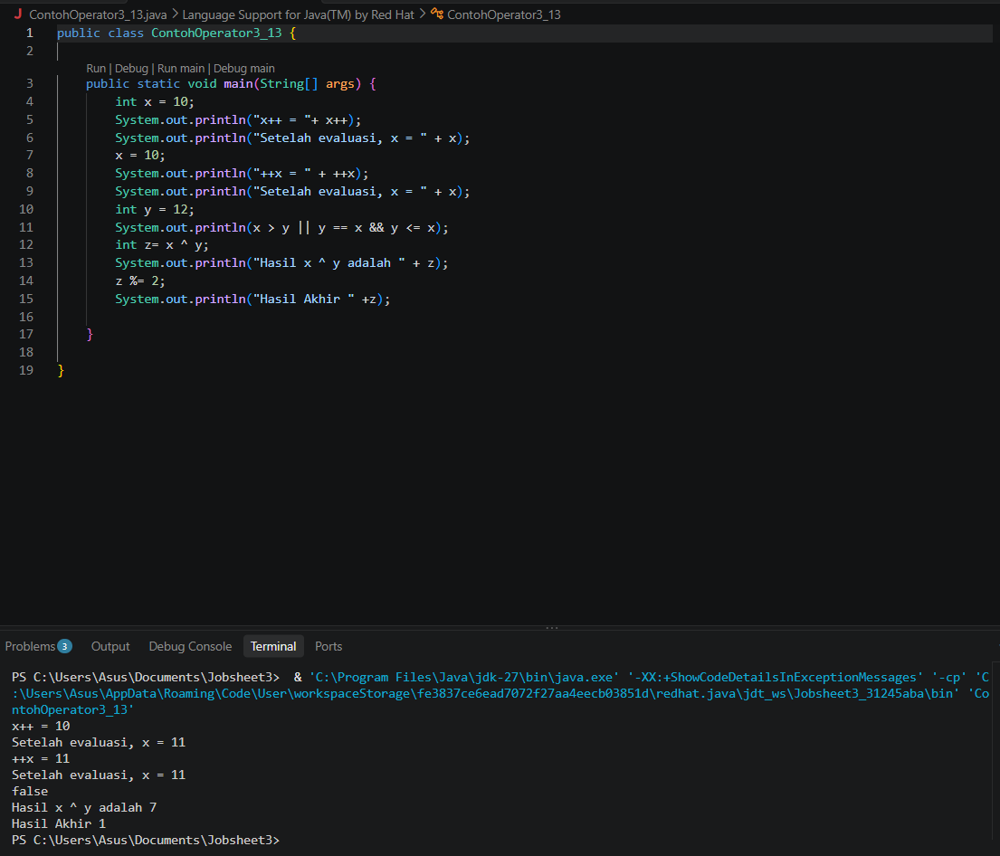 ContohOperator3_13.java > Language Support for Java(TM) by Red Hat > ContohOperator3_13
1 public class ContohOperator3_13 {
2
Run | Debug | Run main | Debug main
3     public static void main(String[] args) {
4         int x = 10;
5         System.out.println("x++ = "+ x++);
6         System.out.println("Setelah evaluasi, x = " + x);
7         x = 10;
8         System.out.println("++x = " + ++x);
9         System.out.println("Setelah evaluasi, x = " + x);
10         int y = 12;
11         System.out.println(x > y || y == x && y <= x);
12         int z= x ^ y;
13         System.out.println("Hasil x ^ y adalah " + z);
14         z %= 2;
15         System.out.println("Hasil Akhir " +z);
16
17     }
18
19 }
Problems 3 Output Debug Console Terminal Ports
PS C:\Users\Asus\Documents\Jobsheet3>  & 'C:\Program Files\Java\jdk-27\bin\java.exe' '-XX:+ShowCodeDetailsInExceptionMessages' '-cp' 'C
:\Users\Asus\AppData\Roaming\Code\User\workspaceStorage\fe3837ce6ead7072f27aa4eecb03851d\redhat.java\jdt_ws\Jobsheet3_31245aba\bin' 'Co
ntohOperator3_13'
x++ = 10
Setelah evaluasi, x = 11
++x = 11
Setelah evaluasi, x = 11
false
Hasil x ^ y adalah 7
Hasil Akhir 1
PS C:\Users\Asus\Documents\Jobsheet3>